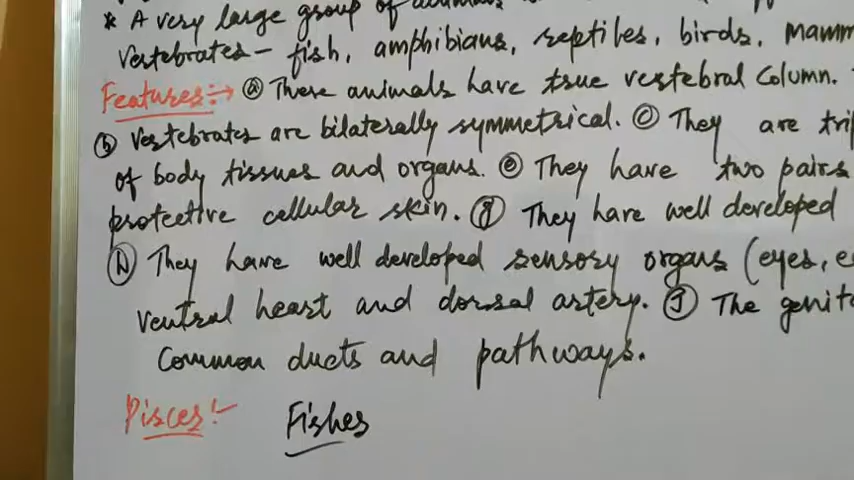 * A very large group of
Vertebrates – fish, amphibians, reptiles, birds, mamm
Features :→ ⓐ These animals have true vertebral column.
ⓑ Vertebrates are bilaterally symmetrical. ⓒ They are trip
of body tissues and organs. ⓔ They have two pairs
protective cellular skin. ⓖ They have well developed
ⓗ They have well developed sensory organs (eyes, e
ventral heart and dorsal artery. Ⓙ The genit
Common ducts and pathways.
Pisces :- Fishes